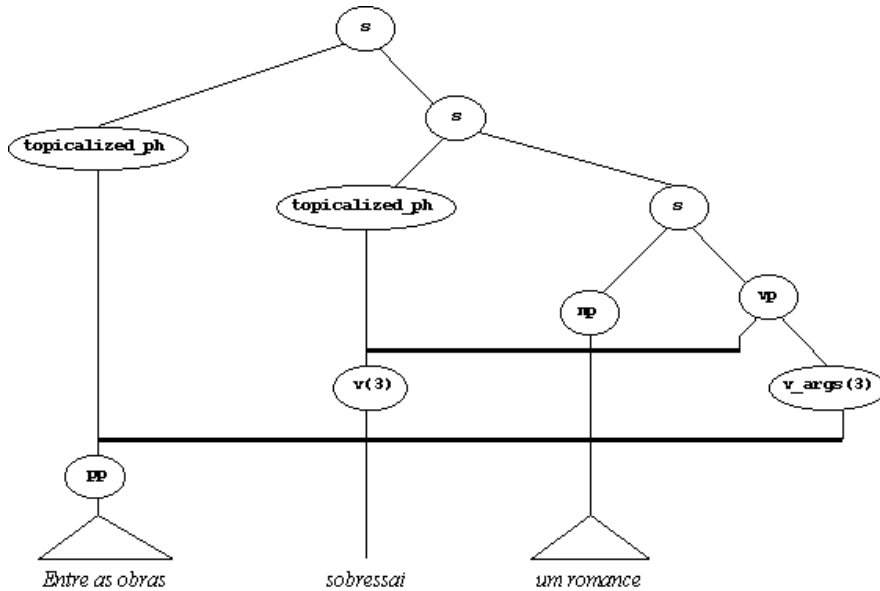 s
s
topicalized_ph
topicalized_ph
s
vp
np
v(3)
v_args(3)
pp
Entre as obras
sobressai
um romance